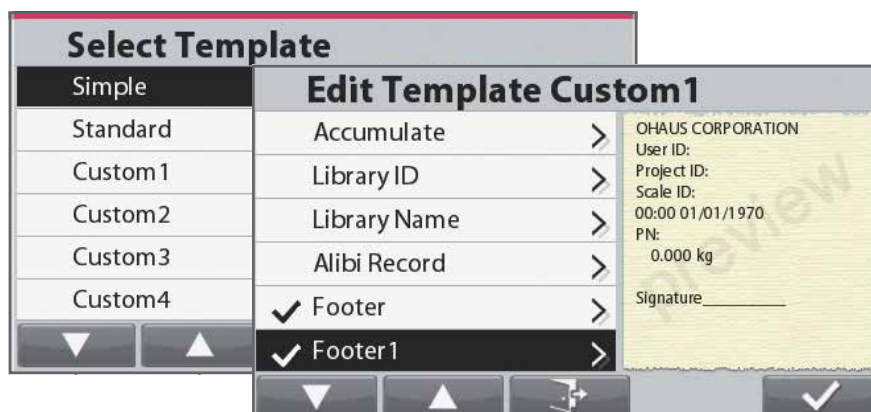 Select Template
Simple
Standard
Custom1
Custom2
Custom3
Custom4
Edit Template Custom1
Accumulate
Library ID
Library Name
Alibi Record
Footer
Footer1
OHAUS CORPORATION
User ID:
Project ID:
Scale ID:
00:00 01/01/1970
PN:
0.000 kg
Signature__________
preview